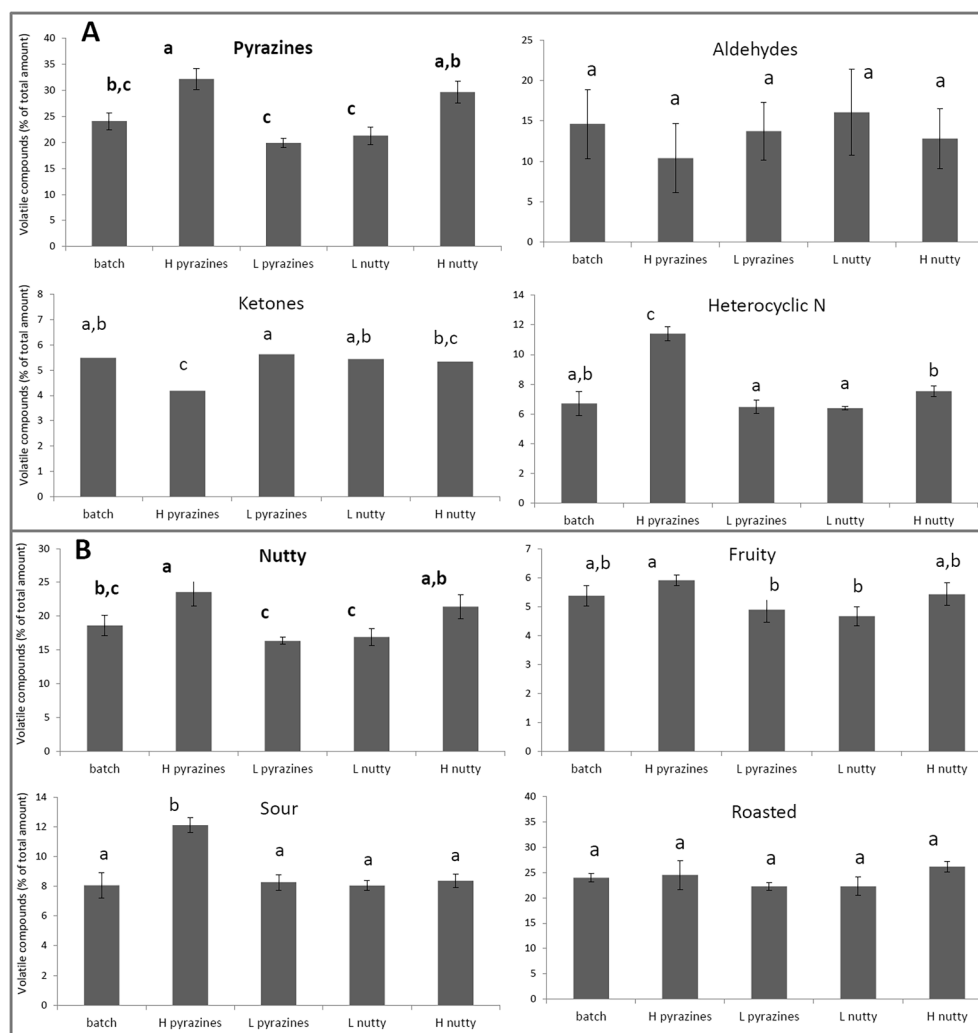 A
Pyrazines
Volatile compounds (% of total amount)
40
35
30
25
20
15
10
5
0
b,c
a
c
c
a,b
batch
H pyrazines
L pyrazines
L nutty
H nutty
Aldehydes
25
20
15
10
5
0
a
a
a
a
a
batch
H pyrazines
L pyrazines
L nutty
H nutty
Ketones
Volatile compounds (% of total amount)
8
7
6
5
4
3
2
1
0
a,b
c
a
a,b
b,c
batch
H pyrazines
L pyrazines
L nutty
H nutty
Heterocyclic N
14
12
10
8
6
4
2
0
a,b
c
a
a
b
batch
H pyrazines
L pyrazines
L nutty
H nutty
B
Nutty
Volatile compounds (% of total amount)
30
25
20
15
10
5
0
b,c
a
c
c
a,b
batch
H pyrazines
L pyrazines
L nutty
H nutty
Fruity
7
6
5
4
3
2
1
0
a,b
a
b
b
a,b
batch
H pyrazines
L pyrazines
L nutty
H nutty
Sour
Volatile compounds (% of total amount)
14
12
10
8
6
4
2
0
a
b
a
a
a
batch
H pyrazines
L pyrazines
L nutty
H nutty
Roasted
40
35
30
25
20
15
10
5
0
a
a
a
a
a
batch
H pyrazines
L pyrazines
L nutty
H nutty